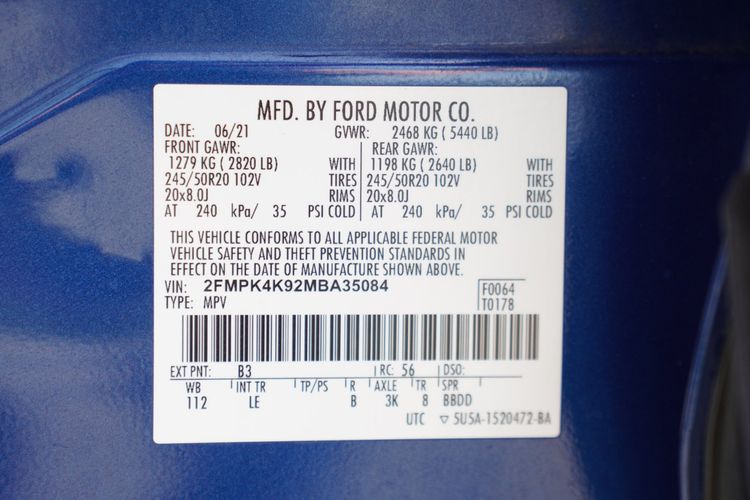 MFD. BY FORD MOTOR CO.
DATE: 06/21 GVWR: 2468 KG ( 5440 LB)
FRONT GAWR: REAR GAWR:
1279 KG ( 2820 LB) WITH 1198 KG ( 2640 LB) WITH
245/50R20 102V TIRES 245/50R20 102V TIRES
20x8.0J RIMS 20x8.0J RIMS
AT 240 kPa/ 35 PSI COLD AT 240 kPa/ 35 PSI COLD
THIS VEHICLE CONFORMS TO ALL APPLICABLE FEDERAL MOTOR
VEHICLE SAFETY AND THEFT PREVENTION STANDARDS IN
EFFECT ON THE DATE OF MANUFACTURE SHOWN ABOVE.
VIN: 2FMPK4K92MBA35084 F0064
TYPE: MPV T0178
EXT PNT: B3 RC: 56 DSO:
WB INT TR TP/PS R AXLE TR SPR
112 LE B 3K 8 BBDD
UTC ▽ 5U5A-1520472-BA